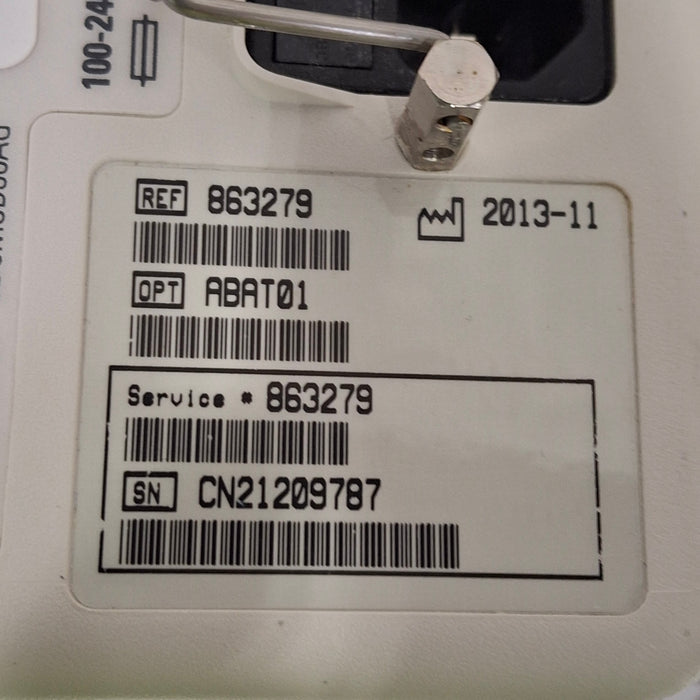 100-24
REF 863279
2013-11
OPT ABAT01
Service # 863279
SN CN21209787